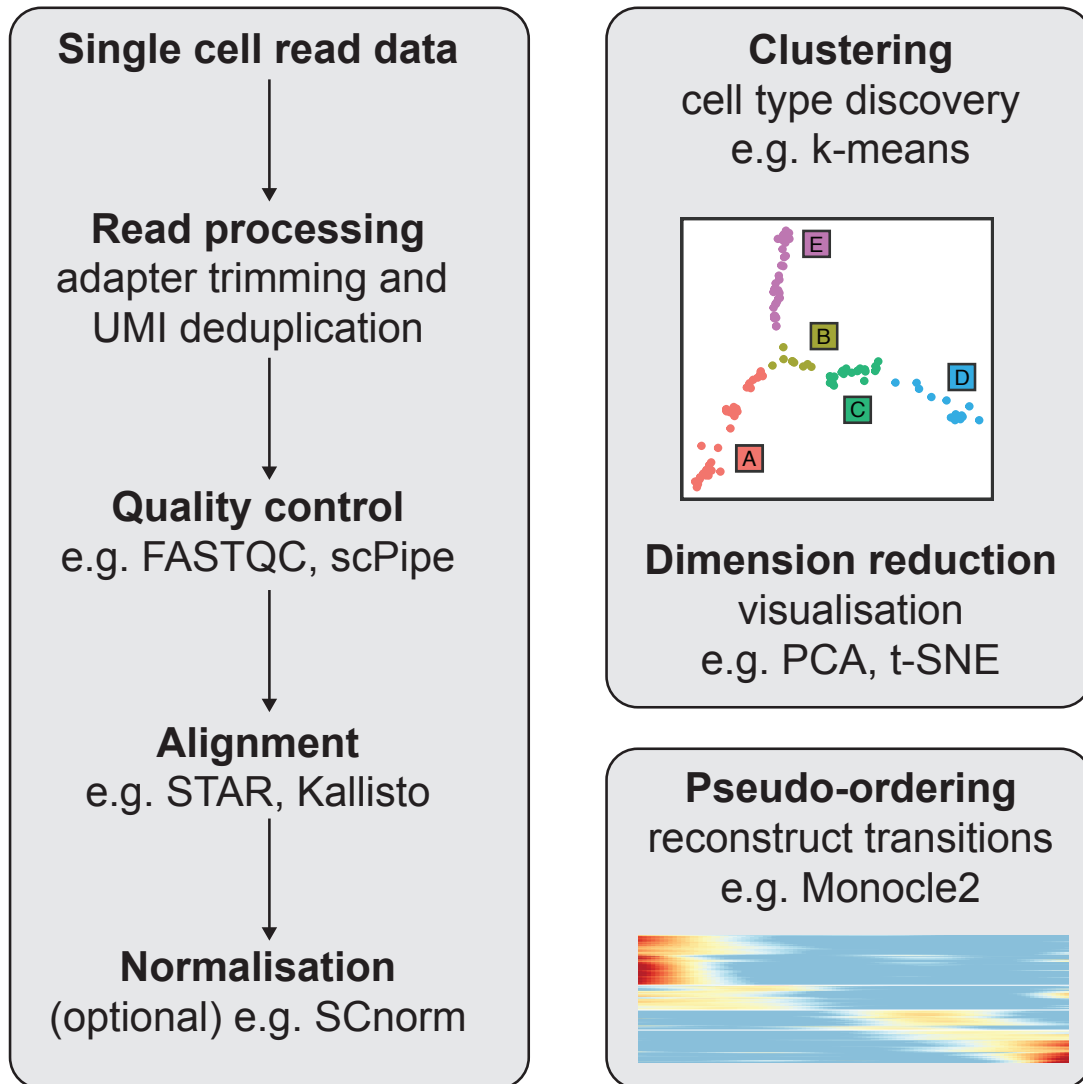 Single cell read data
Read processing
adapter trimming and
UMI deduplication
Quality control
e.g. FASTQC, scPipe
Alignment
e.g. STAR, Kallisto
Normalisation
(optional) e.g. SCnorm
Clustering
cell type discovery
e.g. k-means
E
B
D
C
A
Dimension reduction
visualisation
e.g. PCA, t-SNE
Pseudo-ordering
reconstruct transitions
e.g. Monocle2